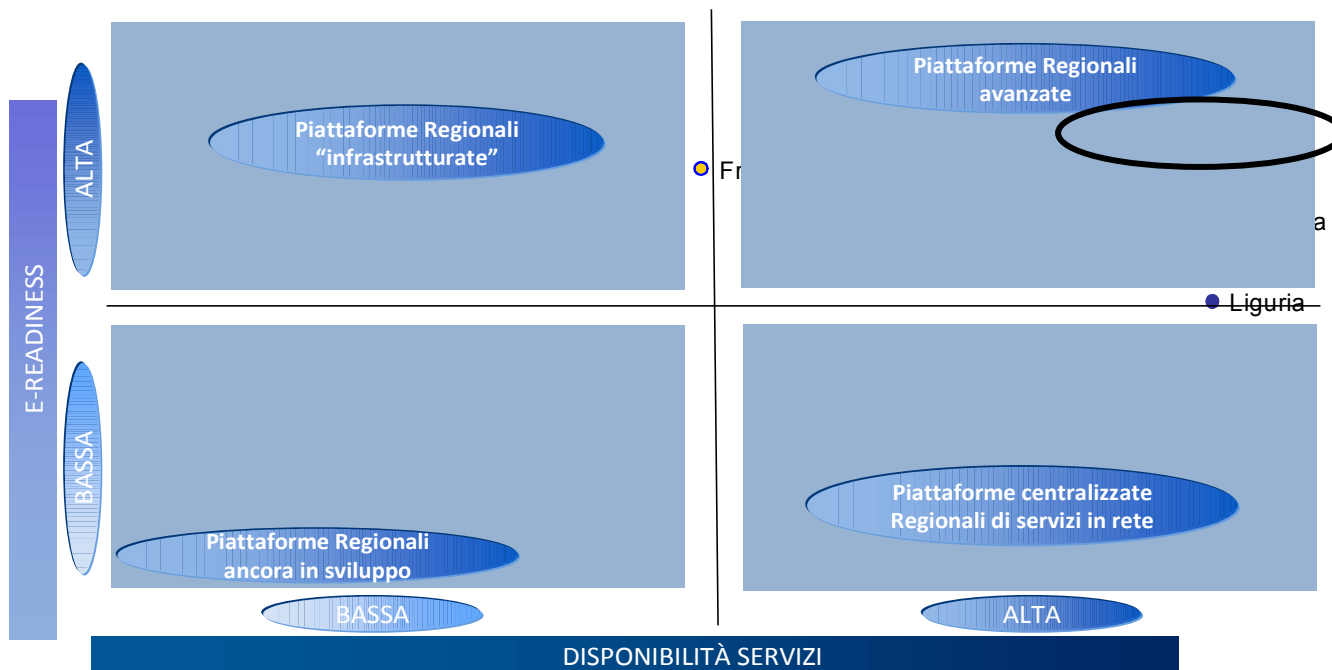 Piattaforme Regionali
avanzate
Piattaforme Regionali
“infrastrutturate”
ALTA
Liguria
E-READINESS
BASSA
Piattaforme centralizzate
Regionali di servizi in rete
Piattaforme Regionali
ancora in sviluppo
BASSA
ALTA
DISPONIBILITÀ SERVIZI